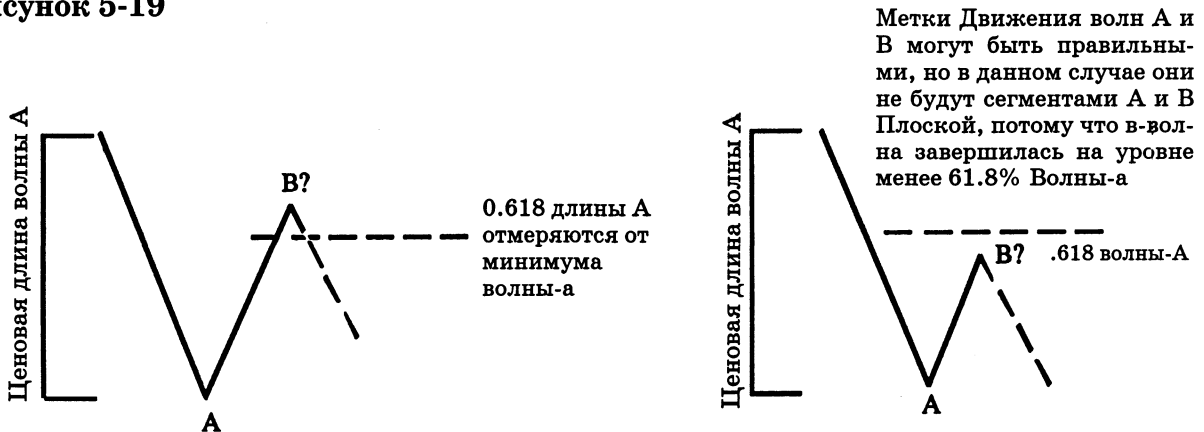 сунок 5-19
Ценовая длина волны А
В?
А
0.618 длины А
отмеряются от
минимума
волны-а
Метки Движения волн А и
В могут быть правильны-
ми, но в данном случае они
не будут сегментами А и В
Плоской, потому что в-вол-
на завершилась на уровне
менее 61.8% Волны-а
Ценовая длина волны А
В?
.618 волны-А
А